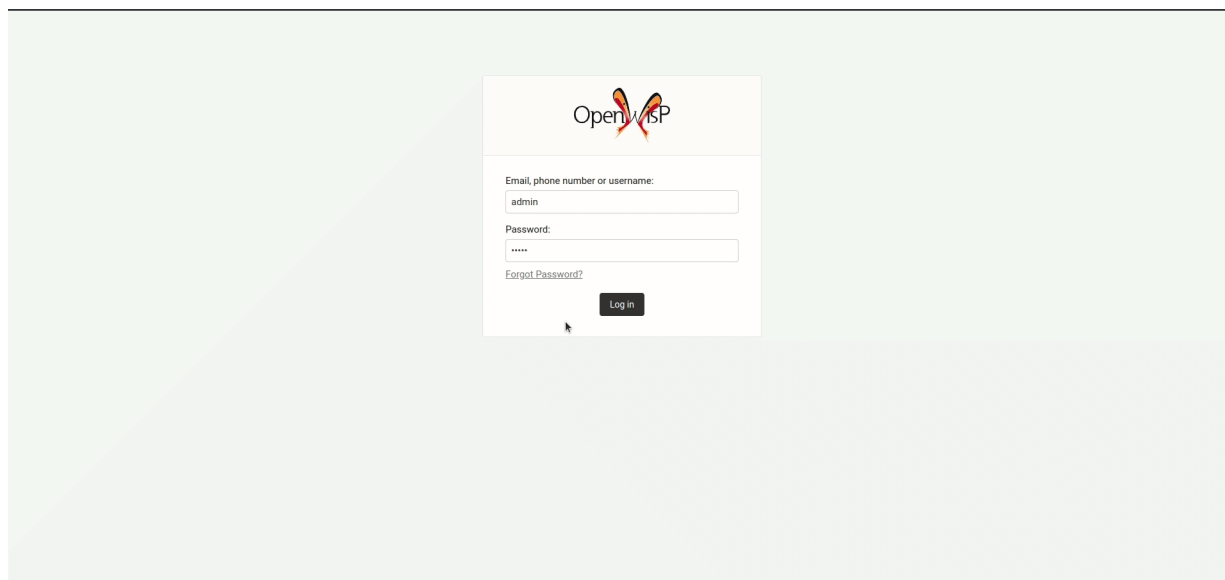 OpenWISP
Email, phone number or username:
admin
Password:
•••••
Forgot Password?
Log in